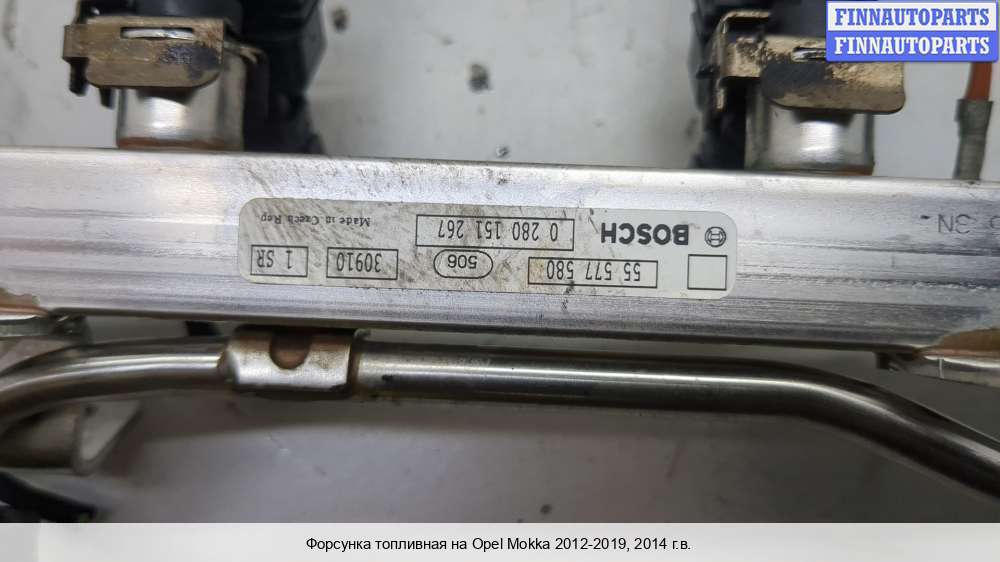 FINNAUTOPARTS
FINNAUTOPARTS
BOSCH 0 280 151 267 Made in Czech Rep
55 577 580 506 30910 1 SR
NS
Форсунка топливная на Opel Mokka 2012-2019, 2014 г.в.